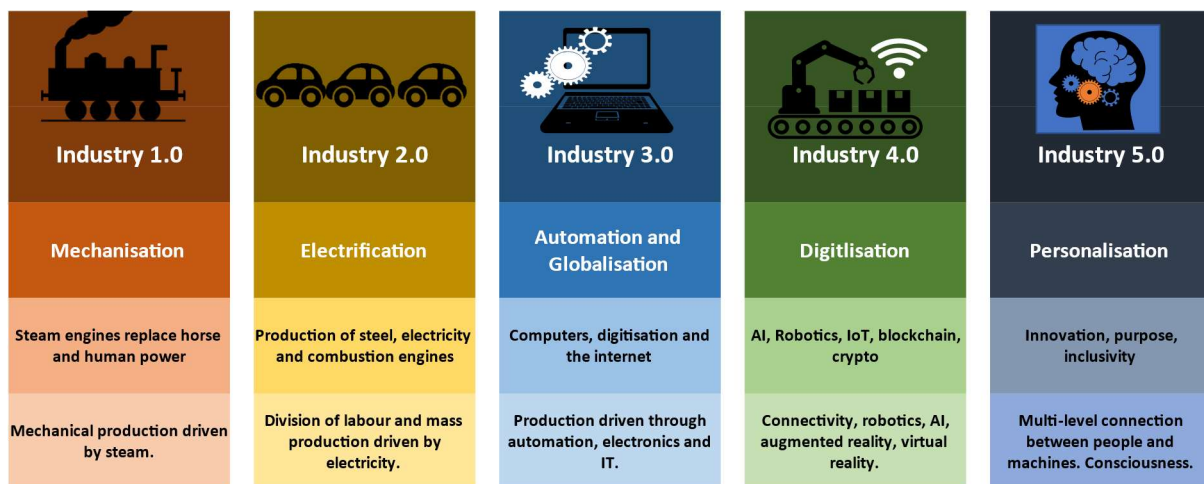 Industry 1.0
Mechanisation
Steam engines replace horse
and human power
Mechanical production driven
by steam.
Industry 2.0
Electrification
Production of steel, electricity
and combustion engines
Division of labour and mass
production driven by
electricity.
Industry 3.0
Automation and
Globalisation
Computers, digitisation and
the internet
Production driven through
automation, electronics and
IT.
Industry 4.0
Digitlisation
AI, Robotics, IoT, blockchain,
crypto
Connectivity, robotics, AI,
augmented reality, virtual
reality.
Industry 5.0
Personalisation
Innovation, purpose,
inclusivity
Multi-level connection
between people and
machines. Consciousness.